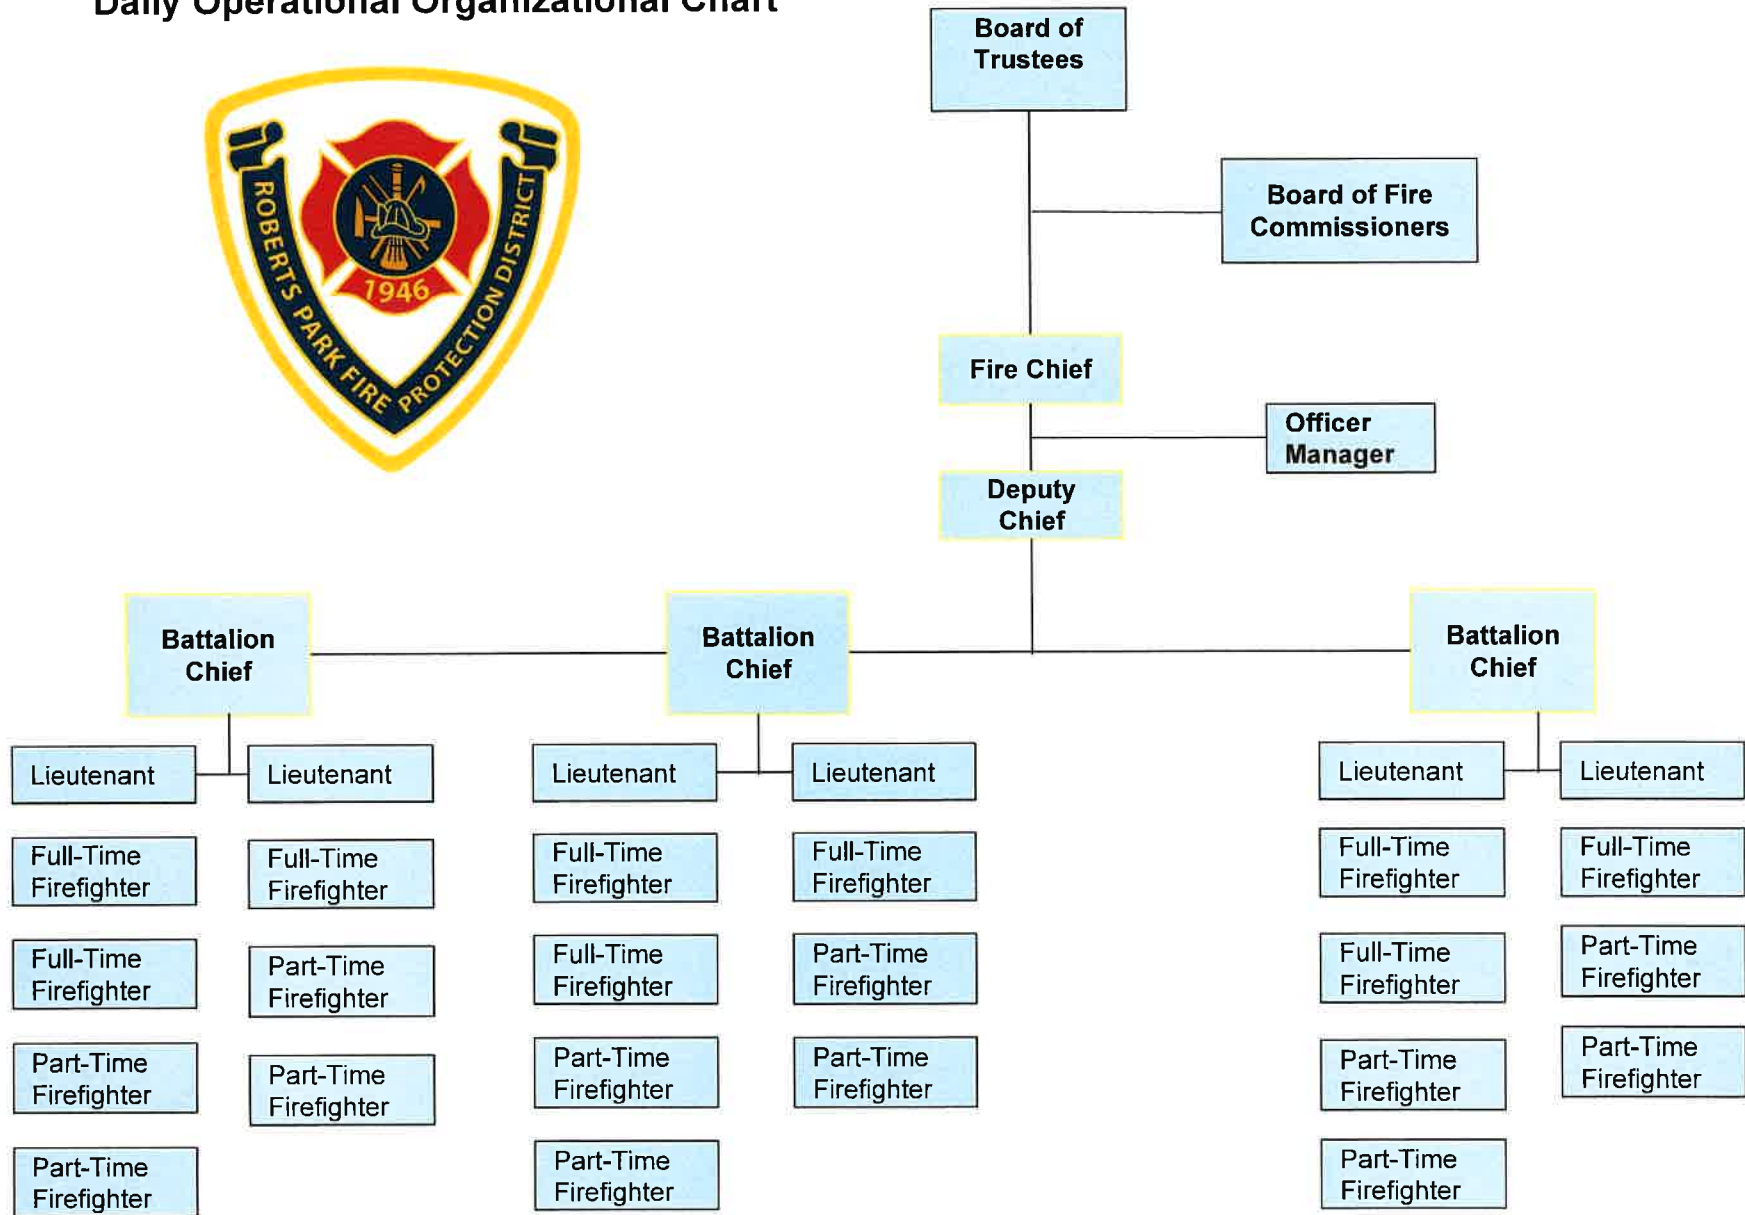 Daily Operational Organizational Chart
ROBERTS PARK FIRE PROTECTION DISTRICT
1946
Board of
Trustees
Board of Fire
Commissioners
Fire Chief
Officer
Manager
Deputy
Chief
Battalion
Chief
Battalion
Chief
Battalion
Chief
Lieutenant
Lieutenant
Lieutenant
Lieutenant
Lieutenant
Lieutenant
Full-Time
Firefighter
Full-Time
Firefighter
Full-Time
Firefighter
Full-Time
Firefighter
Full-Time
Firefighter
Full-Time
Firefighter
Full-Time
Firefighter
Part-Time
Firefighter
Full-Time
Firefighter
Part-Time
Firefighter
Full-Time
Firefighter
Part-Time
Firefighter
Part-Time
Firefighter
Part-Time
Firefighter
Part-Time
Firefighter
Part-Time
Firefighter
Part-Time
Firefighter
Part-Time
Firefighter
Part-Time
Firefighter
Part-Time
Firefighter
Part-Time
Firefighter